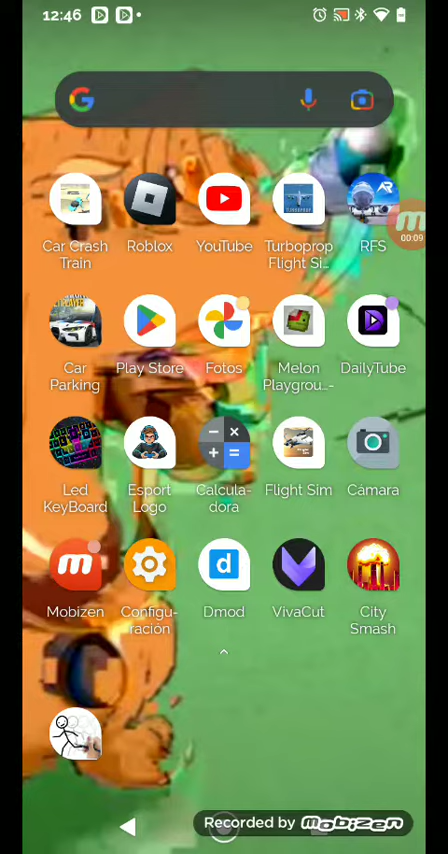 12:46
00:09
Car Crash Train
Roblox
YouTube
Turboprop Flight Si...
RFS
Car Parking
Play Store
Fotos
Melon Playgrou...-
DailyTube
Led KeyBoard
Esport Logo
Calcula-dora
Flight Sim
Cámara
Mobizen
Configu-ración
Dmod
VivaCut
City Smash
Recorded by mobizen